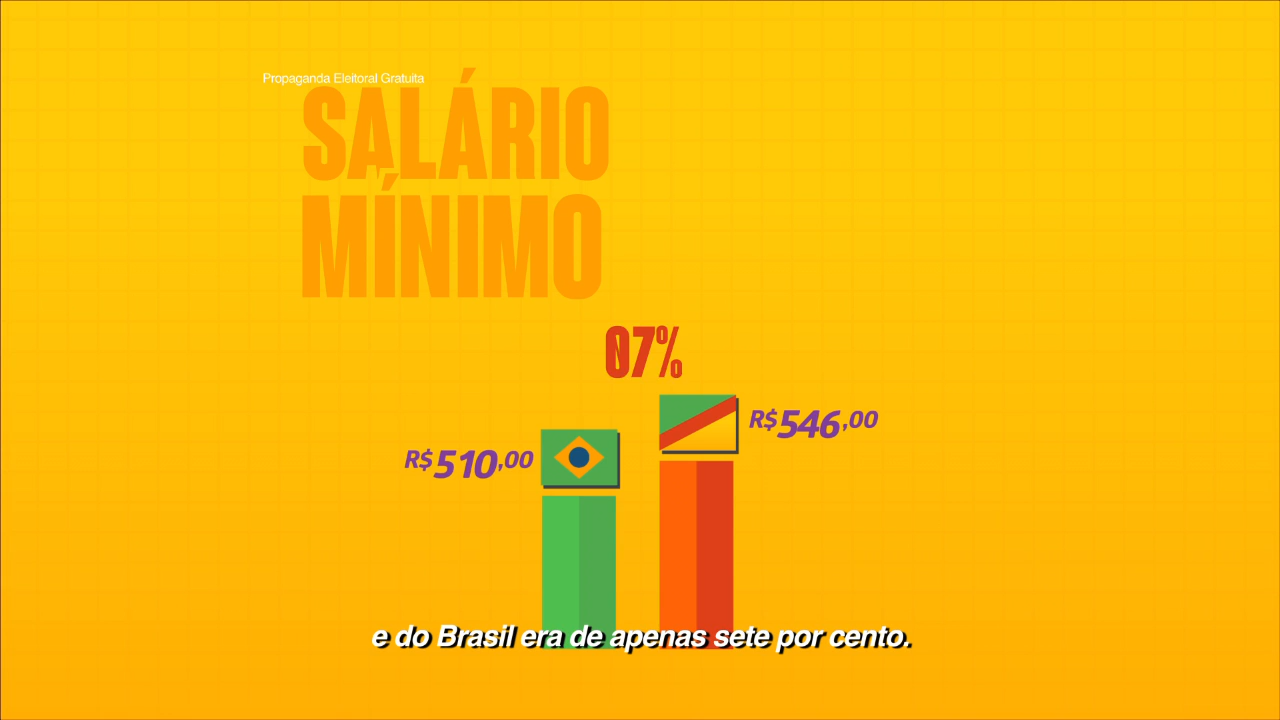 Propaganda Eleitoral Gratuita
SALÁRIO
MÍNIMO
07%
R$546,00
R$510,00
e do Brasil era de apenas sete por cento.